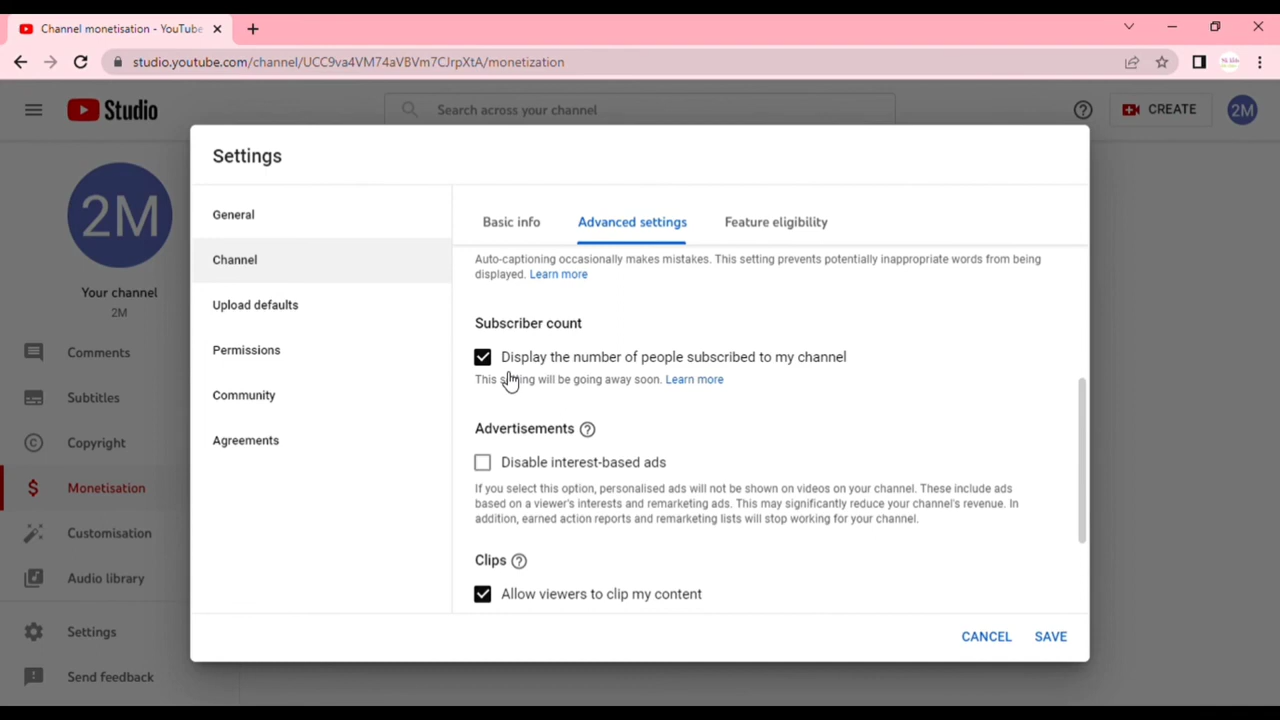 Channel monetisation - YouTube
studio.youtube.com/channel/UCC9va4VM74aVBVm7CJrpXtA/monetization
Studio
Search across your channel
CREATE
2M
2M
Your channel
2M
Comments
Subtitles
Copyright
Monetisation
Customisation
Audio library
Settings
Send feedback
Settings
General
Channel
Upload defaults
Permissions
Community
Agreements
Basic info
Advanced settings
Feature eligibility
Auto-captioning occasionally makes mistakes. This setting prevents potentially inappropriate words from being
displayed. Learn more
Subscriber count
Display the number of people subscribed to my channel
This setting will be going away soon. Learn more
Advertisements
Disable interest-based ads
If you select this option, personalised ads will not be shown on videos on your channel. These include ads
based on a viewer's interests and remarketing ads. This may significantly reduce your channel's revenue. In
addition, earned action reports and remarketing lists will stop working for your channel.
Clips
Allow viewers to clip my content
CANCEL
SAVE